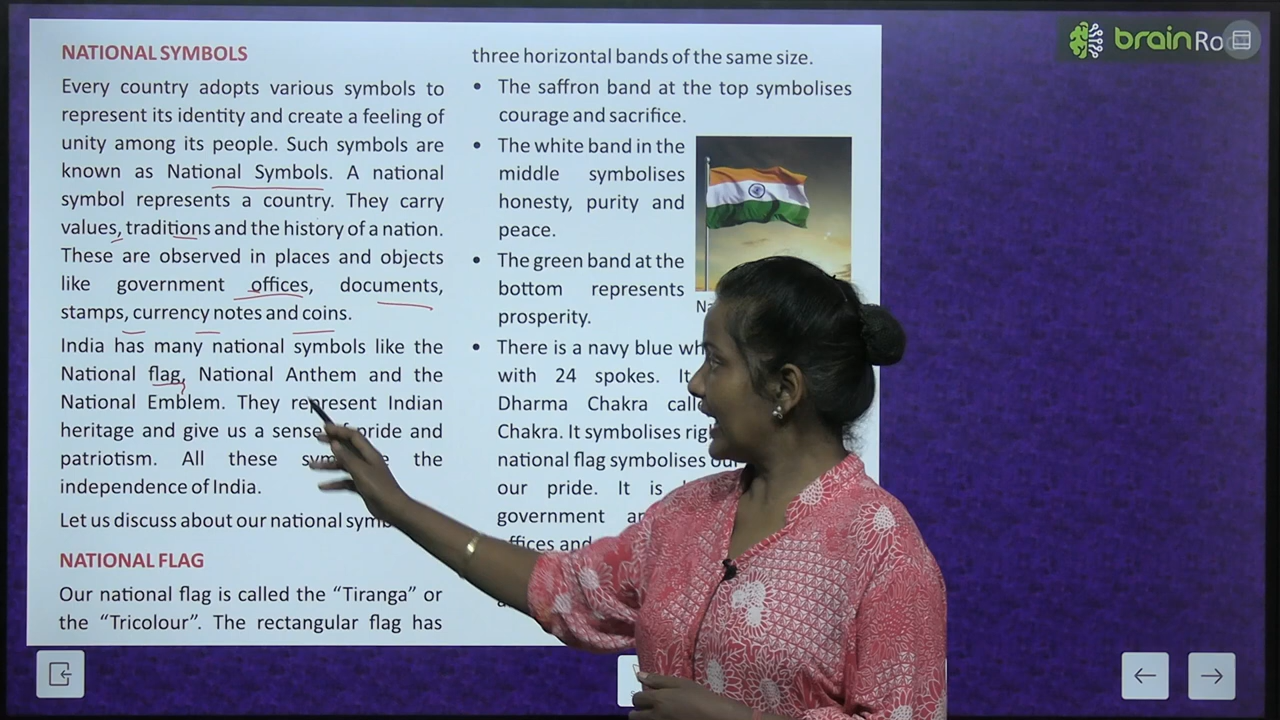 NATIONAL SYMBOLS
Every country adopts various symbols to
represent its identity and create a feeling of
unity among its people. Such symbols are
known as National Symbols. A national
symbol represents a country. They carry
values, traditions and the history of a nation.
These are observed in places and objects
like government offices, documents,
stamps, currency notes and coins.
India has many national symbols like the
National flag, National Anthem and the
National Emblem. They represent Indian
heritage and give us a sense of pride and
patriotism. All these the
independence of India.
Let us discuss about our national
NATIONAL FLAG
Our national flag is called the “Tiranga” or
the “Tricolour”. The rectangular flag has
three horizontal bands of the same size.
• The saffron band at the top symbolises
courage and sacrifice.
• The white band in the
middle symbolises
honesty, purity and
peace.
• The green band at the
bottom represents
prosperity.
• There is a navy blue
with 24 spokes. It
Dharma Chakra
Chakra. It symbolises
national flag symbolises
our pride. It is
government
offices and
brain